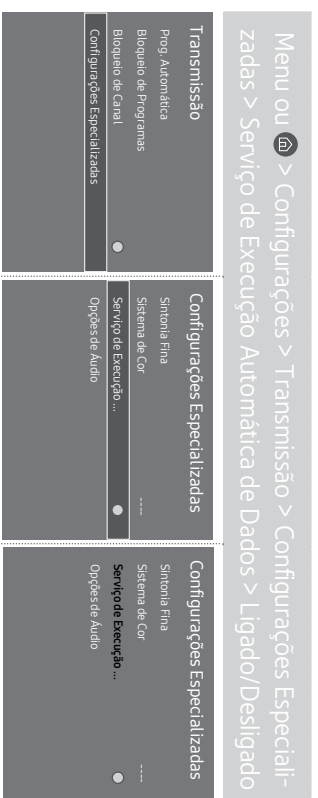 Menu ou > Configurações > Transmissão > Configurações Especiali-
zadas > Serviço de Execução Automática de Dados > Ligado/Desligado
Transmissão
Prog. Automática
Bloqueio de Programas
Bloqueio de Canal
Configurações Especializadas
Configurações Especializadas
Sintonia Fina
Sistema de Cor ----
Serviço de Execução ...
Opções de Áudio
Configurações Especializadas
Sintonia Fina
Sistema de Cor ----
Serviço de Execução ...
Opções de Áudio